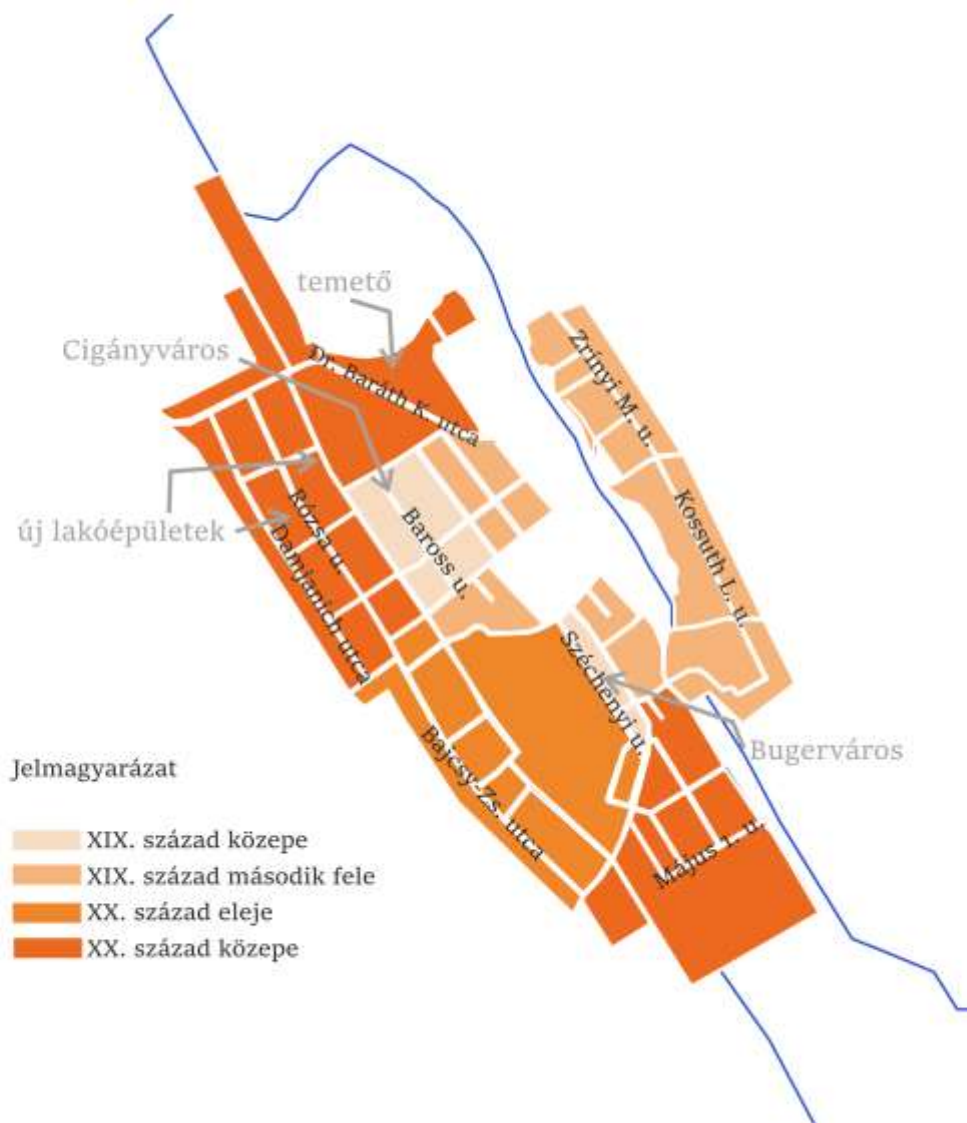 temető
Cigányváros
Zrínyi M. u.
Dr. Baráth K. utca
új lakóépületek
Rózsa u.
Damjanich utca
Baross u.
Kossuth L. u.
Széchenyi u.
Bugerváros
Bajcsy-Zs. utca
Május 1. u.
Jelmagyarázat
XIX. század közepe
XIX. század második fele
XX. század eleje
XX. század közepe